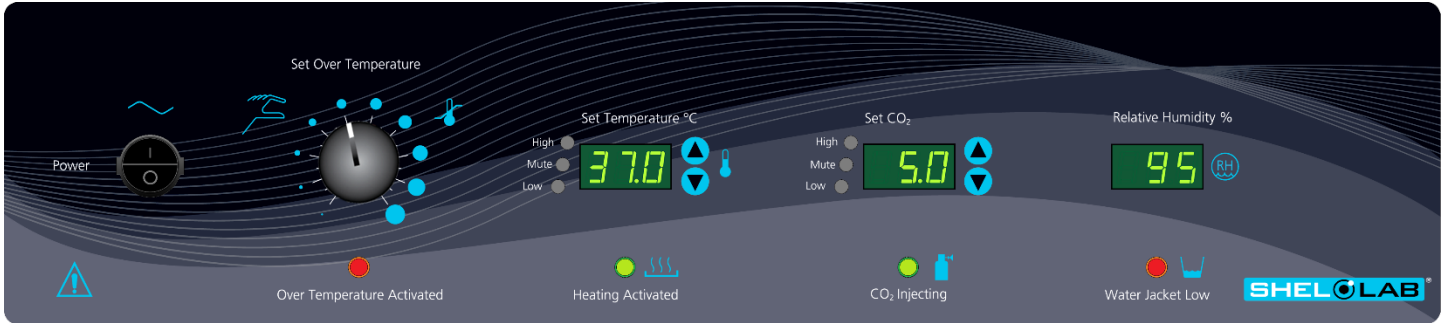 Set Over Temperature
Power
I
O
Set Temperature °C
High
Mute
Low
37.0
Set CO₂
High
Mute
Low
5.0
Relative Humidity %
95
RH
Over Temperature Activated
Heating Activated
CO₂ Injecting
Water Jacket Low
SHEL LAB®